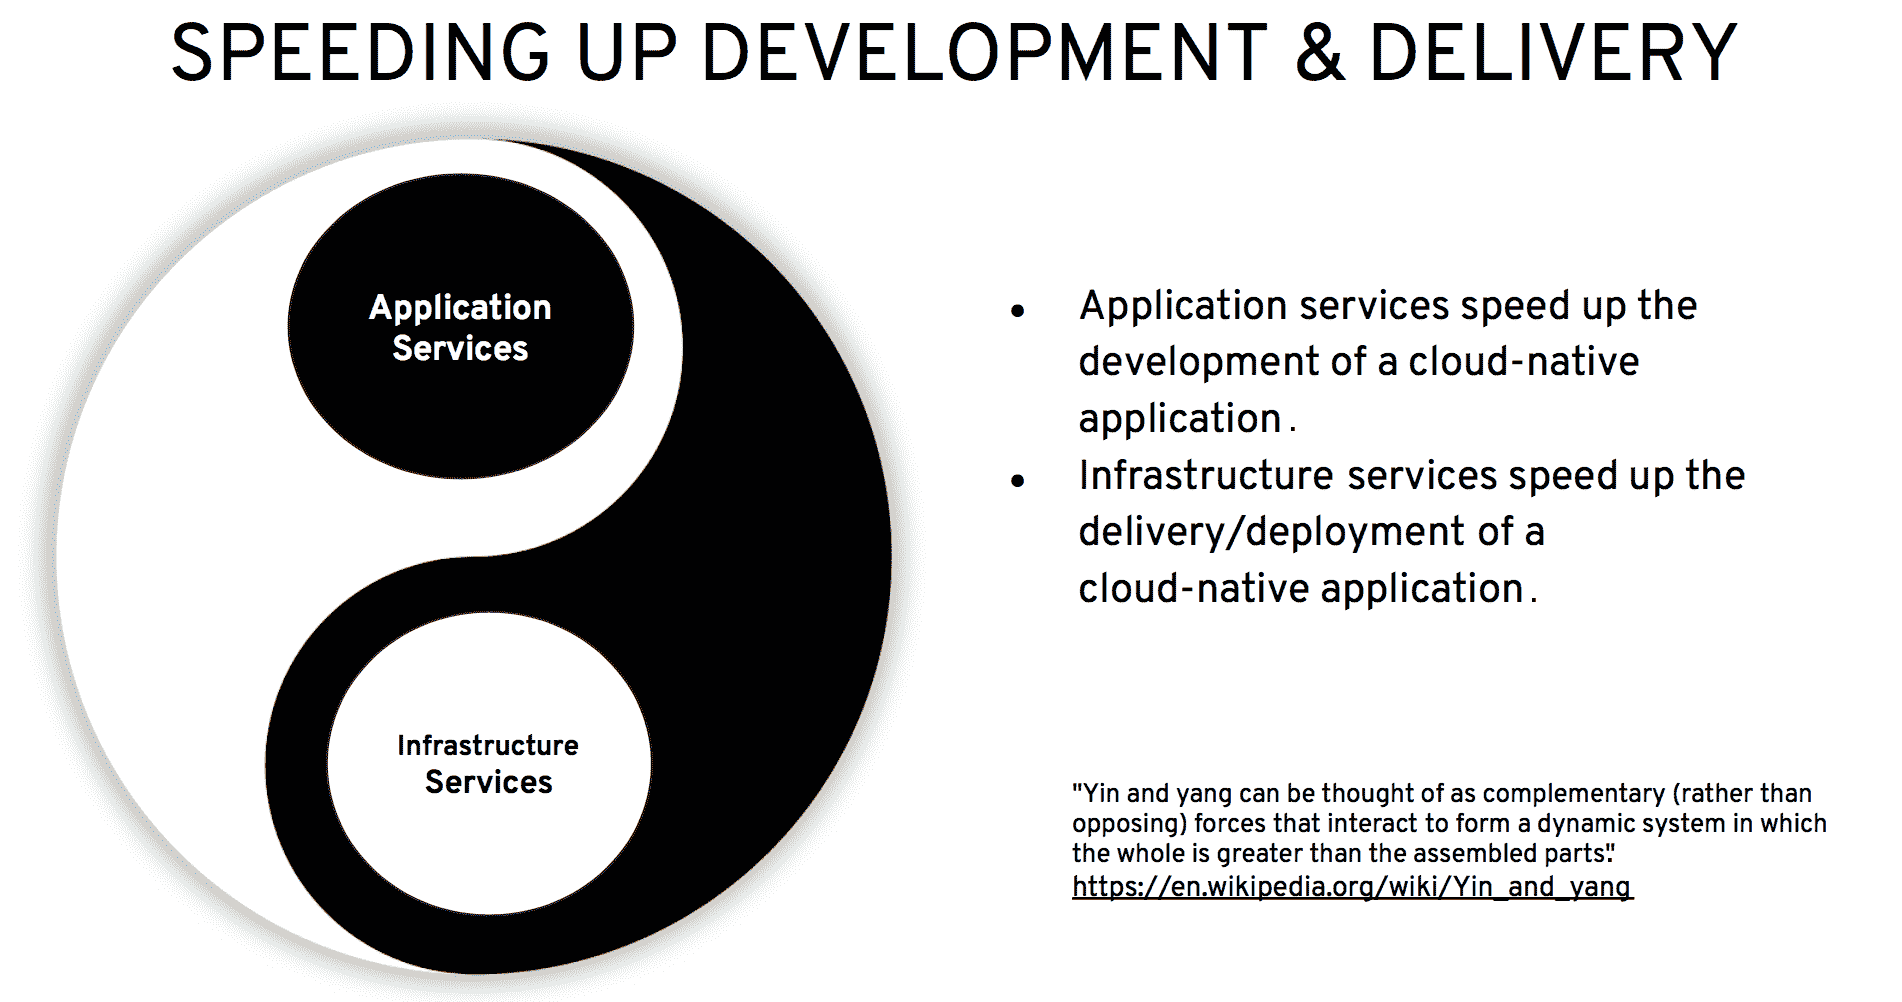 SPEEDING UP DEVELOPMENT & DELIVERY
Application
Services
Infrastructure
Services
• Application services speed up the
development of a cloud-native
application.
• Infrastructure services speed up the
delivery/deployment of a
cloud-native application.
"Yin and yang can be thought of as complementary (rather than
opposing) forces that interact to form a dynamic system in which
the whole is greater than the assembled parts."
https://en.wikipedia.org/wiki/Yin_and_yang